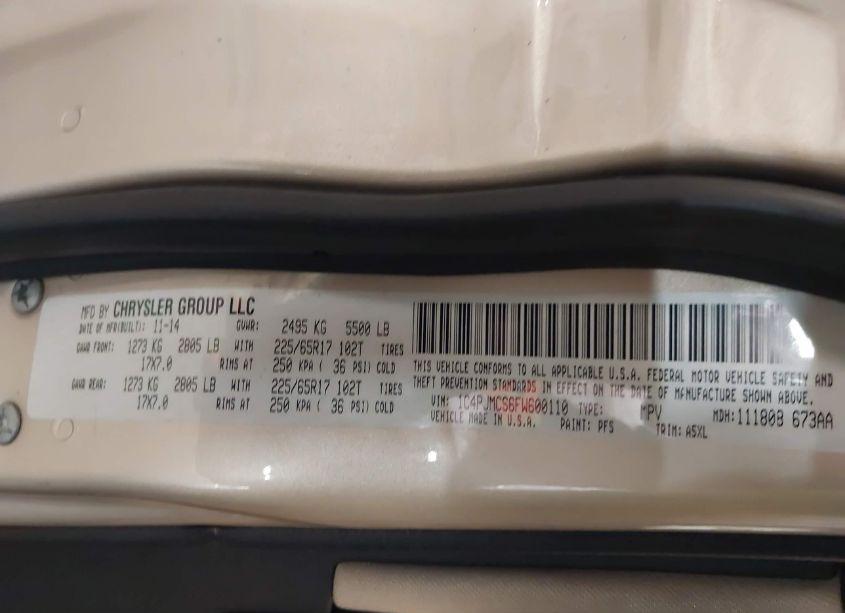 MFD BY CHRYSLER GROUP LLC
DATE OF MFR(BUILT): 11-14 GVWR: 2495 KG 5500 LB
GAWR FRONT: 1273 KG 2805 LB WITH 225/65R17 102T TIRES
17X7.0 RIMS AT 250 KPA ( 36 PSI) COLD
GAWR REAR: 1273 KG 2805 LB WITH 225/65R17 102T TIRES
17X7.0 RIMS AT 250 KPA ( 36 PSI) COLD
THIS VEHICLE CONFORMS TO ALL APPLICABLE U.S.A. FEDERAL MOTOR VEHICLE SAFETY AND
THEFT PREVENTION STANDARDS IN EFFECT ON THE DATE OF MANUFACTURE SHOWN ABOVE.
VIN: 1C4PJMCS6FW600110 TYPE: MPV MDH: 111809 673AA
VEHICLE MADE IN U.S.A. PAINT: PFS TRIM: A5XL